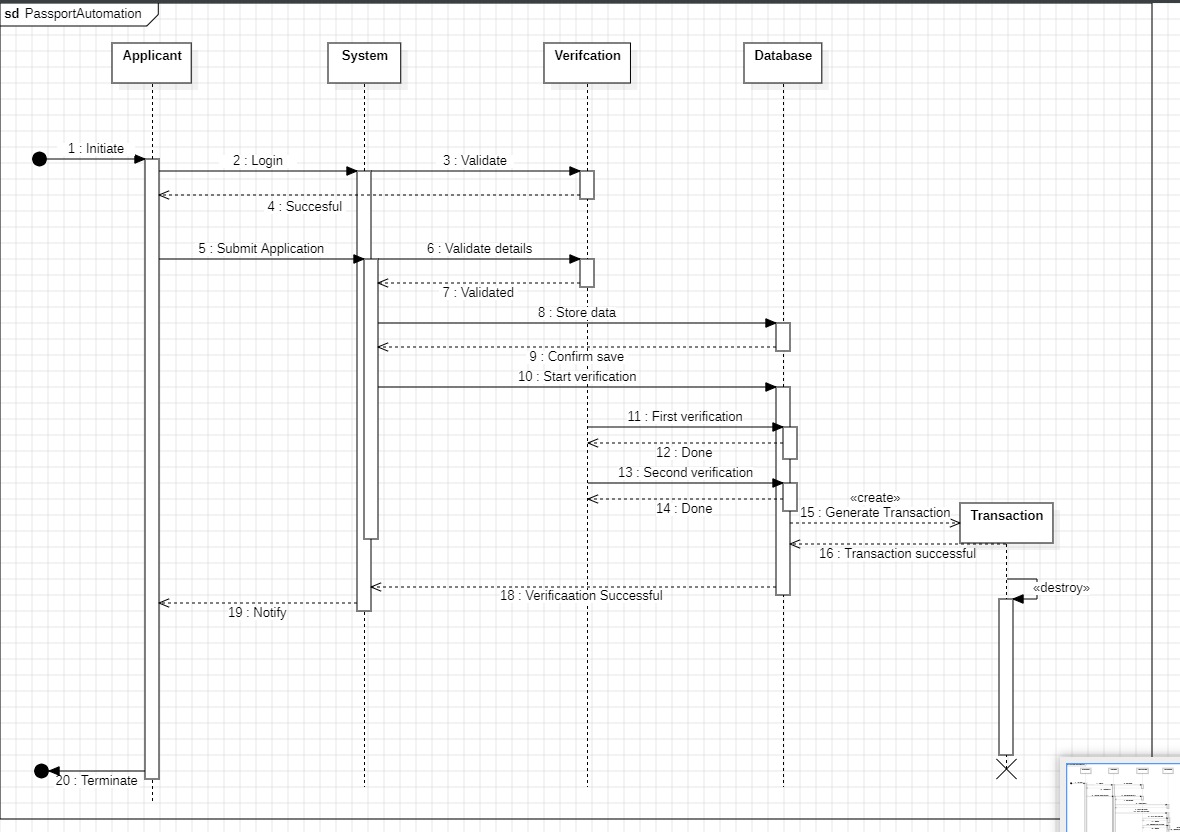 sd PassportAutomation
Applicant
System
Verifcation
Database
1 : Initiate
2 : Login
3 : Validate
4 : Succesful
5 : Submit Application
6 : Validate details
7 : Validated
8 : Store data
9 : Confirm save
10 : Start verification
11 : First verification
12 : Done
13 : Second verification
14 : Done
«create»
15 : Generate Transaction
Transaction
16 : Transaction successful
«destroy»
18 : Verificaation Successful
19 : Notify
20 : Terminate